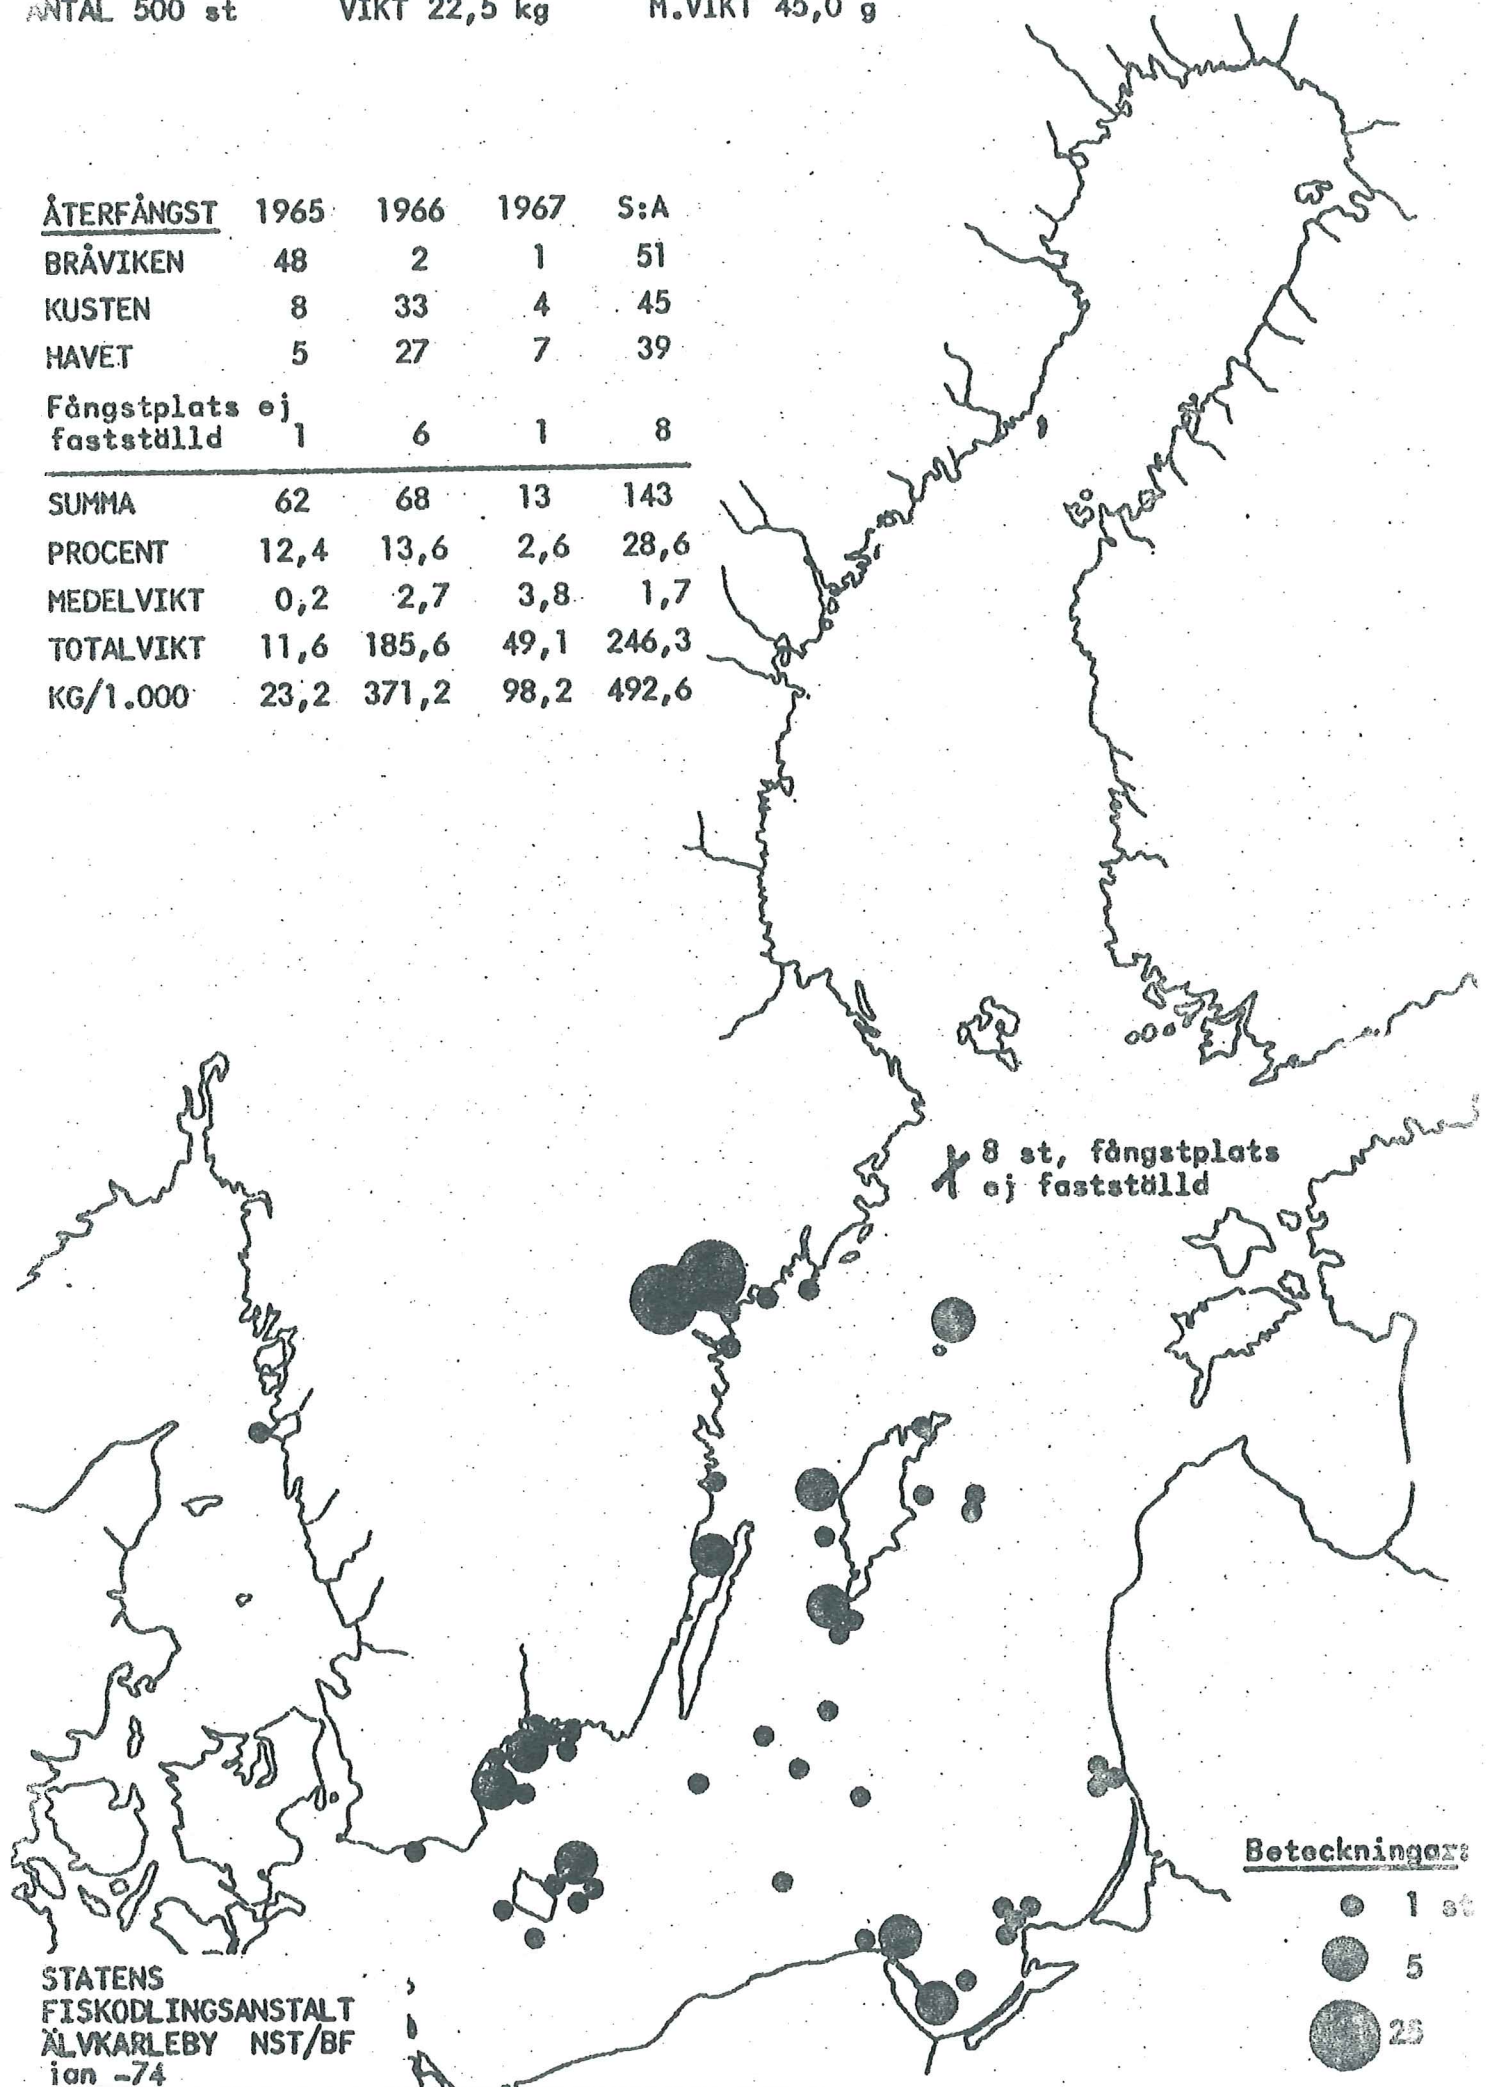 ANTAL 500 st VIKT 22,5 kg M.VIKT 45,0 g
ÅTERFÅNGST 1965 1966 1967 S:A
BRÅVIKEN 48 2 1 51
KUSTEN 8 33 4 45
HAVET 5 27 7 39
Fångstplats ej
fastställd 1 6 1 8
SUMMA 62 68 13 143
PROCENT 12,4 13,6 2,6 28,6
MEDELVIKT 0,2 2,7 3,8 1,7
TOTALVIKT 11,6 185,6 49,1 246,3
KG/1.000 23,2 371,2 98,2 492,6
8 st, fångstplats
ej fastställd
Beteckningar:
1 st
5
25
STATENS
FISKODLINGSANSTALT
ÄLVKARLEBY NST/BF
jan -74